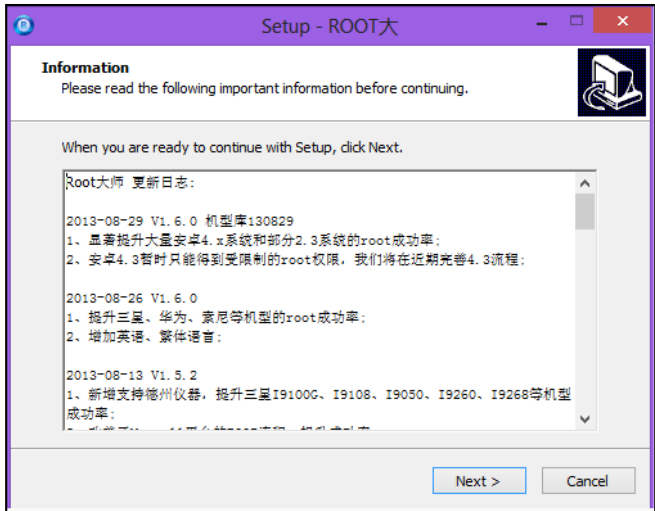 Setup - ROOT大
Information
Please read the following important information before continuing.
When you are ready to continue with Setup, click Next.
Root大师 更新日志:
2013-08-29 V1.6.0 机型库130829
1、显著提升大量安卓4.x系统和部分2.3系统的root成功率;
2、安卓4.3暂时只能得到受限制的root权限，我们将在近期完善4.3流程;
2013-08-26 V1.6.0
1、提升三星、华为、索尼等机型的root成功率;
2、增加英语、繁体语言;
2013-08-13 V1.5.2
1、新增支持德州仪器，提升三星I9100G、I9108、I9050、I9260、I9268等机型
成功率;
Next >
Cancel